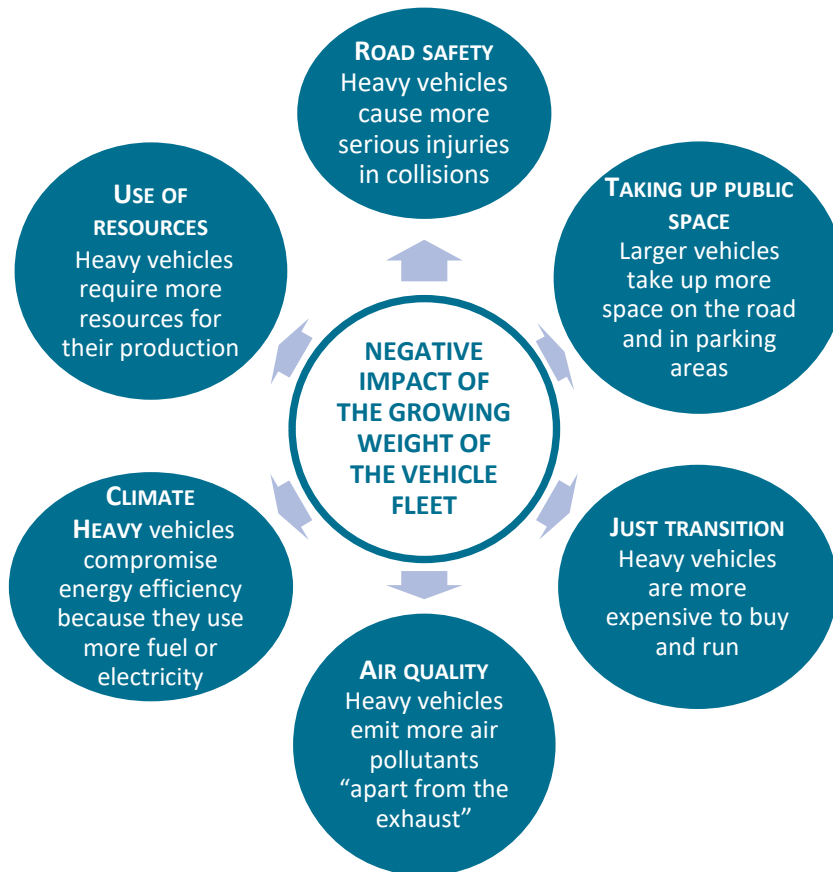 ROAD SAFETY
Heavy vehicles
cause more
serious injuries
in collisions
TAKING UP PUBLIC
SPACE
Larger vehicles
take up more
space on the road
and in parking
areas
JUST TRANSITION
Heavy vehicles
are more
expensive to buy
and run
AIR QUALITY
Heavy vehicles
emit more air
pollutants
“apart from the
exhaust”
CLIMATE
HEAVY vehicles
compromise
energy efficiency
because they use
more fuel or
electricity
USE OF
RESOURCES
Heavy vehicles
require more
resources for
their production
NEGATIVE
IMPACT OF
THE GROWING
WEIGHT OF
THE VEHICLE
FLEET